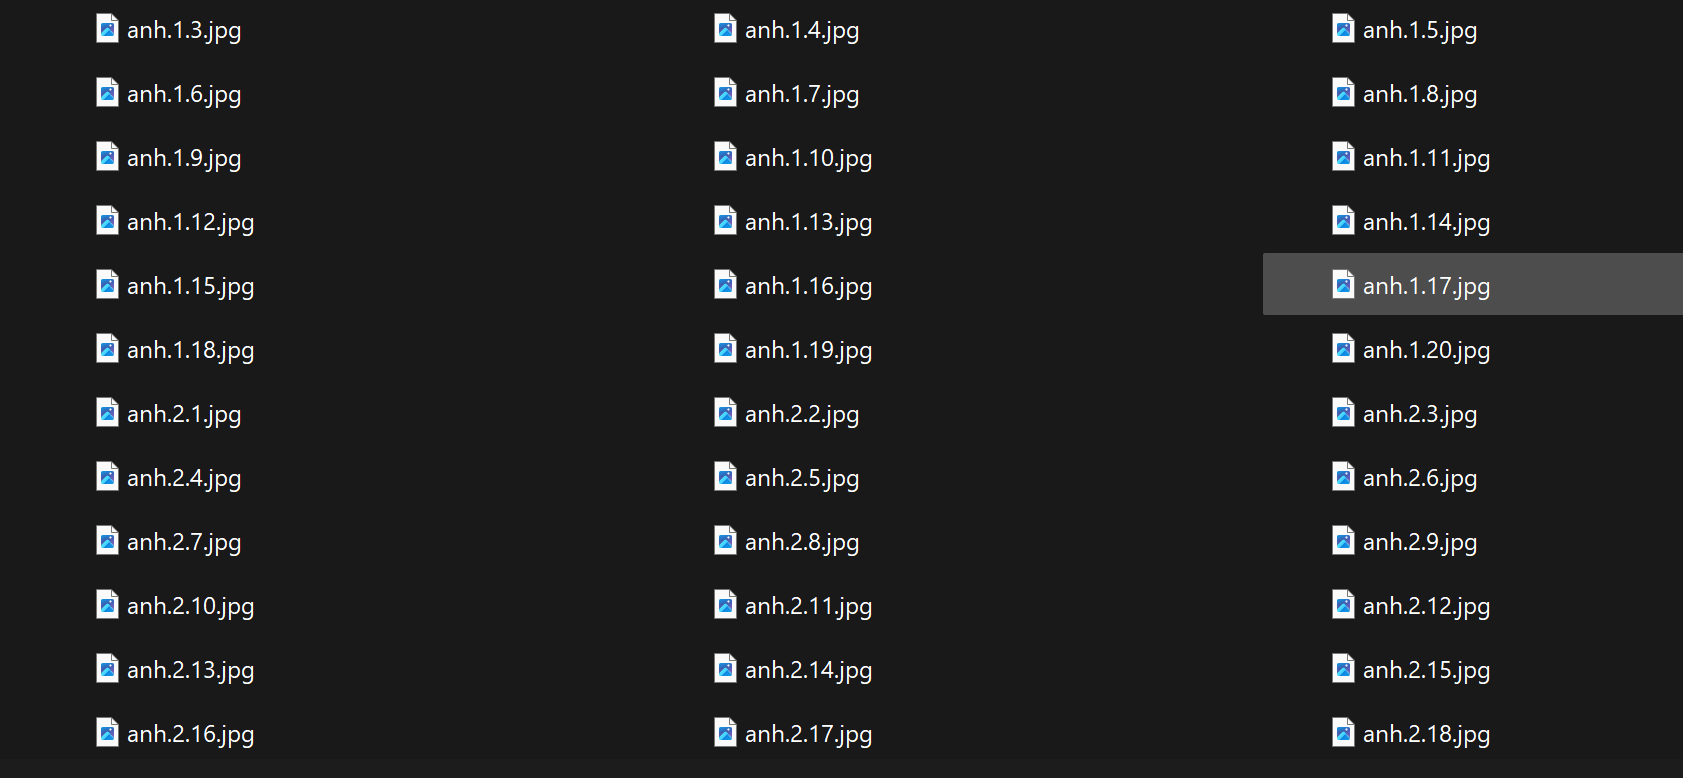 anh.1.3.jpg anh.1.4.jpg anh.1.5.jpg
anh.1.6.jpg anh.1.7.jpg anh.1.8.jpg
anh.1.9.jpg anh.1.10.jpg anh.1.11.jpg
anh.1.12.jpg anh.1.13.jpg anh.1.14.jpg
anh.1.15.jpg anh.1.16.jpg anh.1.17.jpg
anh.1.18.jpg anh.1.19.jpg anh.1.20.jpg
anh.2.1.jpg anh.2.2.jpg anh.2.3.jpg
anh.2.4.jpg anh.2.5.jpg anh.2.6.jpg
anh.2.7.jpg anh.2.8.jpg anh.2.9.jpg
anh.2.10.jpg anh.2.11.jpg anh.2.12.jpg
anh.2.13.jpg anh.2.14.jpg anh.2.15.jpg
anh.2.16.jpg anh.2.17.jpg anh.2.18.jpg